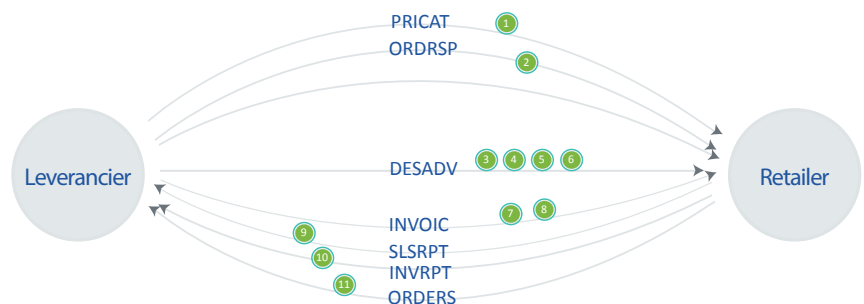 PRICAT 1
ORDRSP 2
DESADV 3 4 5 6
Leverancier
Retailer
INVOIC 7 8
9 SLSRPT
10 INVRPT
11 ORDERS